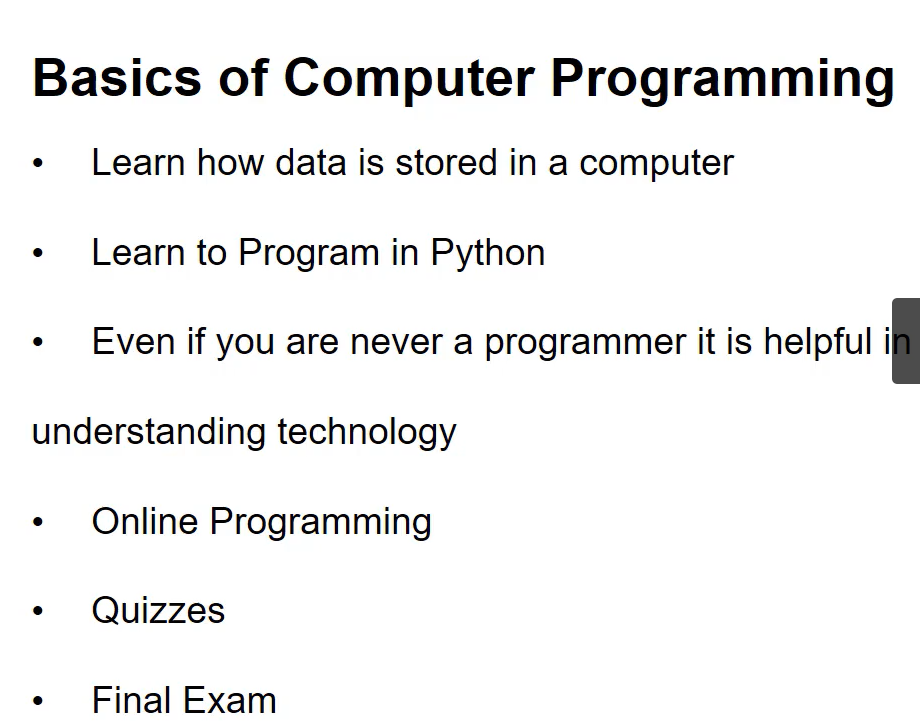 Basics of Computer Programming
• Learn how data is stored in a computer
• Learn to Program in Python
• Even if you are never a programmer it is helpful in
understanding technology
• Online Programming
• Quizzes
• Final Exam